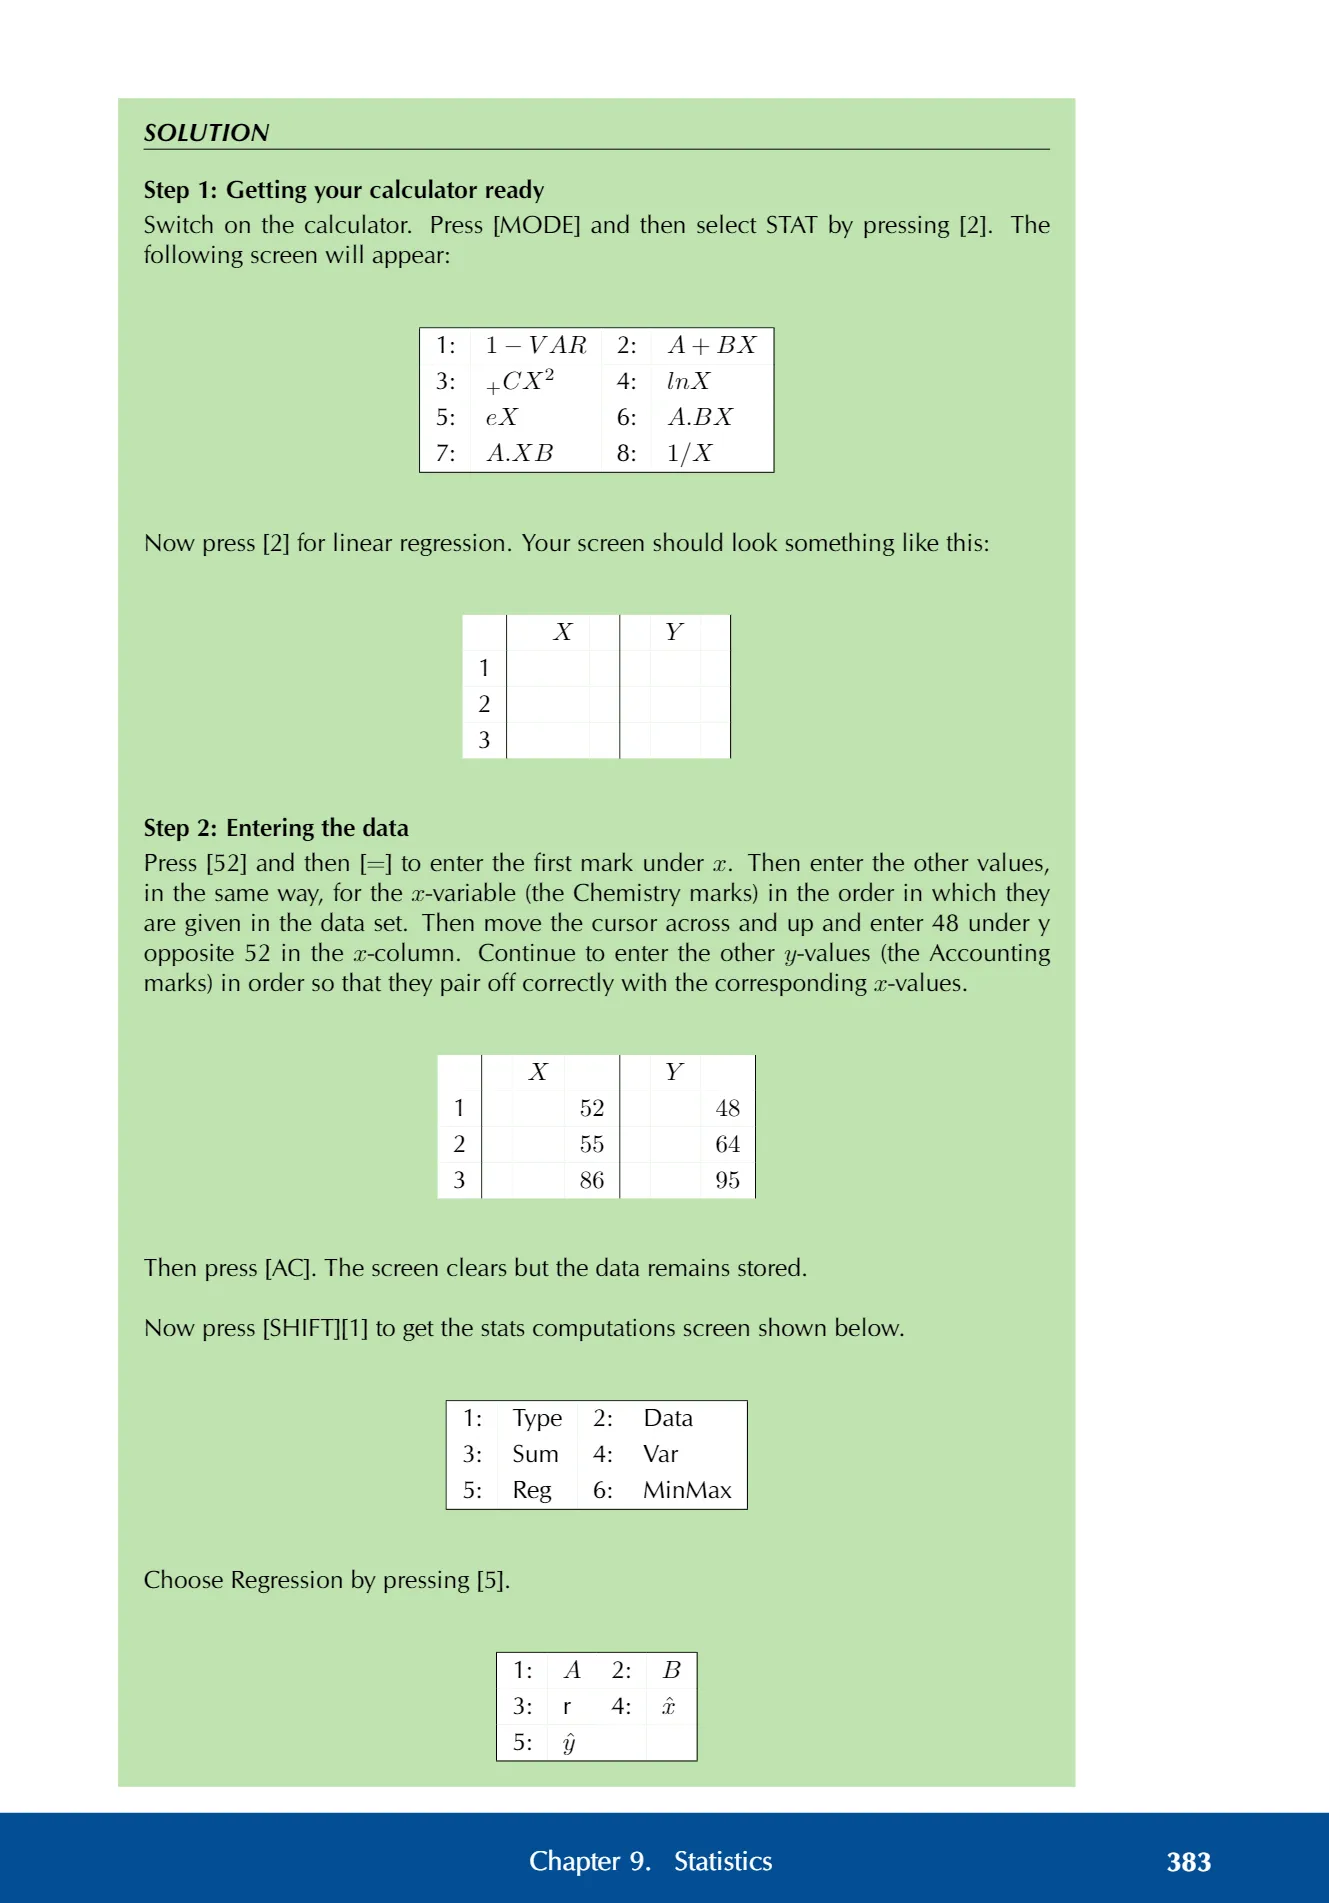 SOLUTION
Step 1: Getting your calculator ready
Switch on the calculator. Press [MODE] and then select STAT by pressing [2]. The
following screen will appear:
1: 1 − VAR 2: A + BX
3: +CX² 4: lnX
5: eX 6: A.BX
7: A.XB 8: 1/X
Now press [2] for linear regression. Your screen should look something like this:
X Y
1
2
3
Step 2: Entering the data
Press [52] and then [=] to enter the first mark under x. Then enter the other values,
in the same way, for the x-variable (the Chemistry marks) in the order in which they
are given in the data set. Then move the cursor across and up and enter 48 under y
opposite 52 in the x-column. Continue to enter the other y-values (the Accounting
marks) in order so that they pair off correctly with the corresponding x-values.
X Y
1 52 48
2 55 64
3 86 95
Then press [AC]. The screen clears but the data remains stored.
Now press [SHIFT][1] to get the stats computations screen shown below.
1: Type 2: Data
3: Sum 4: Var
5: Reg 6: MinMax
Choose Regression by pressing [5].
1: A 2: B
3: r 4: x̂
5: ŷ
Chapter 9. Statistics 383